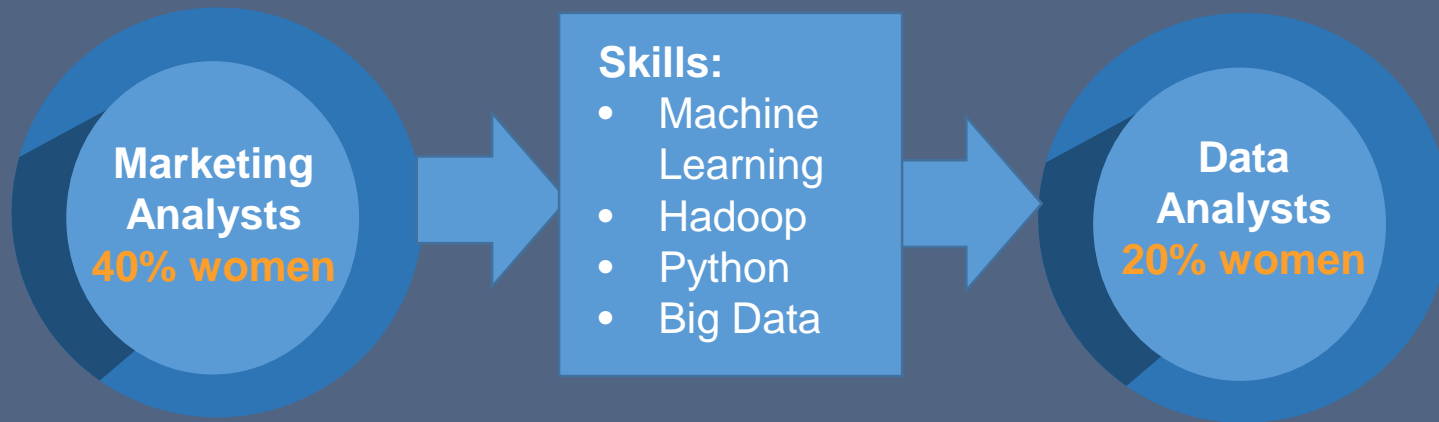 Marketing
Analysts
40% women
Skills:
• Machine
Learning
• Hadoop
• Python
• Big Data
Data
Analysts
20% women